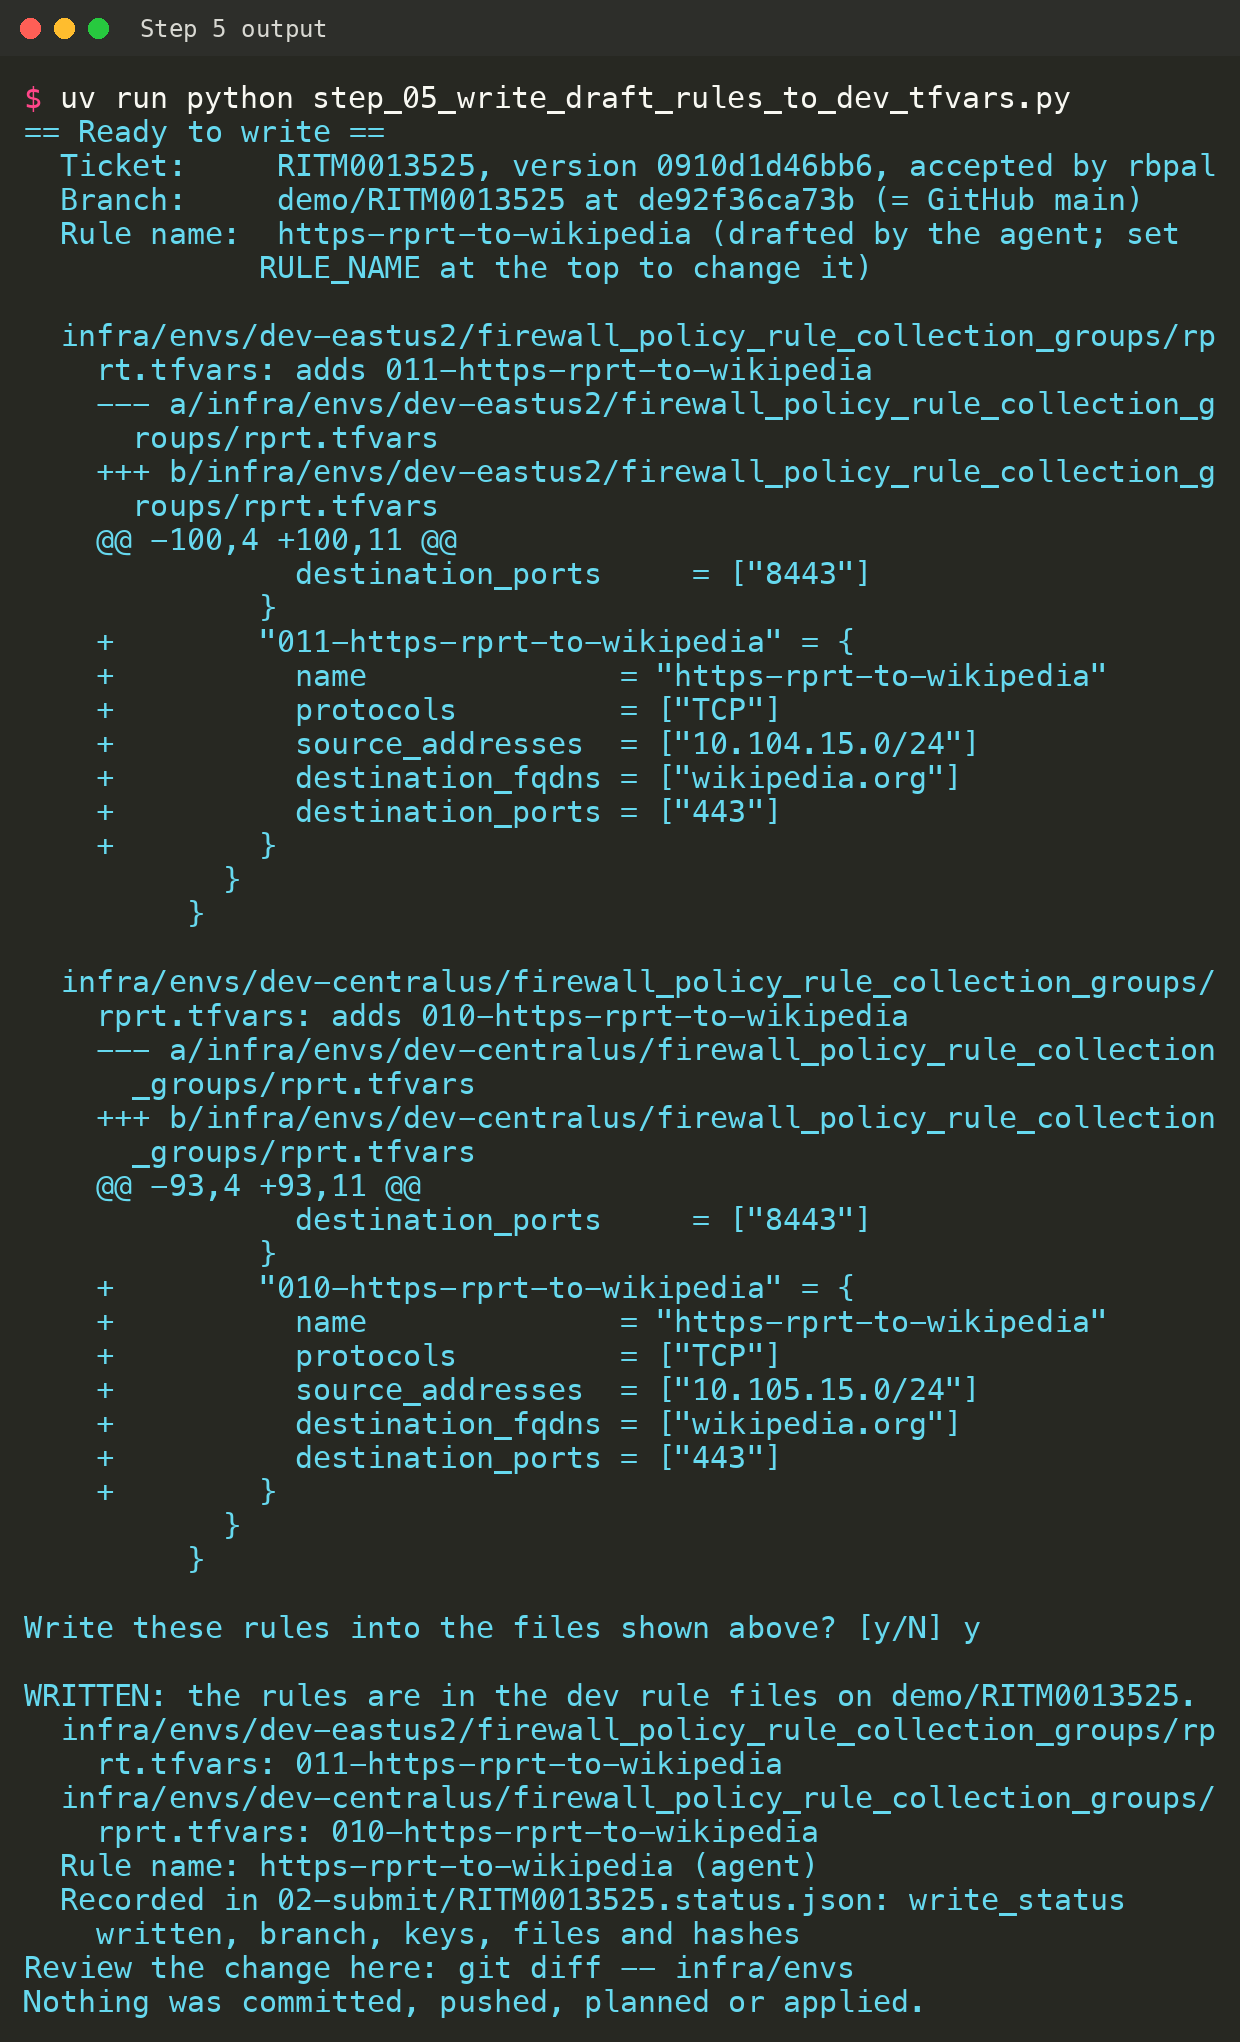 Step 5 output
$ uv run python step_05_write_draft_rules_to_dev_tfvars.py
== Ready to write ==
  Ticket:     RITM0013525, version 0910d1d46bb6, accepted by rbpal
  Branch:     demo/RITM0013525 at de92f36ca73b (= GitHub main)
  Rule name:  https-rprt-to-wikipedia (drafted by the agent; set
             RULE_NAME at the top to change it)

  infra/envs/dev-eastus2/firewall_policy_rule_collection_groups/rp
    rt.tfvars: adds 011-https-rprt-to-wikipedia
    --- a/infra/envs/dev-eastus2/firewall_policy_rule_collection_g
      roups/rprt.tfvars
    +++ b/infra/envs/dev-eastus2/firewall_policy_rule_collection_g
      roups/rprt.tfvars
    @@ -100,4 +100,11 @@
               destination_ports     = ["8443"]
             }
    +        "011-https-rprt-to-wikipedia" = {
    +          name              = "https-rprt-to-wikipedia"
    +          protocols         = ["TCP"]
    +          source_addresses  = ["10.104.15.0/24"]
    +          destination_fqdns = ["wikipedia.org"]
    +          destination_ports = ["443"]
    +        }
           }
         }

  infra/envs/dev-centralus/firewall_policy_rule_collection_groups/
    rprt.tfvars: adds 010-https-rprt-to-wikipedia
    --- a/infra/envs/dev-centralus/firewall_policy_rule_collection
      _groups/rprt.tfvars
    +++ b/infra/envs/dev-centralus/firewall_policy_rule_collection
      _groups/rprt.tfvars
    @@ -93,4 +93,11 @@
               destination_ports     = ["8443"]
             }
    +        "010-https-rprt-to-wikipedia" = {
    +          name              = "https-rprt-to-wikipedia"
    +          protocols         = ["TCP"]
    +          source_addresses  = ["10.105.15.0/24"]
    +          destination_fqdns = ["wikipedia.org"]
    +          destination_ports = ["443"]
    +        }
           }
         }

Write these rules into the files shown above? [y/N] y

WRITTEN: the rules are in the dev rule files on demo/RITM0013525.
  infra/envs/dev-eastus2/firewall_policy_rule_collection_groups/rp
    rt.tfvars: 011-https-rprt-to-wikipedia
  infra/envs/dev-centralus/firewall_policy_rule_collection_groups/
    rprt.tfvars: 010-https-rprt-to-wikipedia
  Rule name: https-rprt-to-wikipedia (agent)
  Recorded in 02-submit/RITM0013525.status.json: write_status
    written, branch, keys, files and hashes
Review the change here: git diff -- infra/envs
Nothing was committed, pushed, planned or applied.